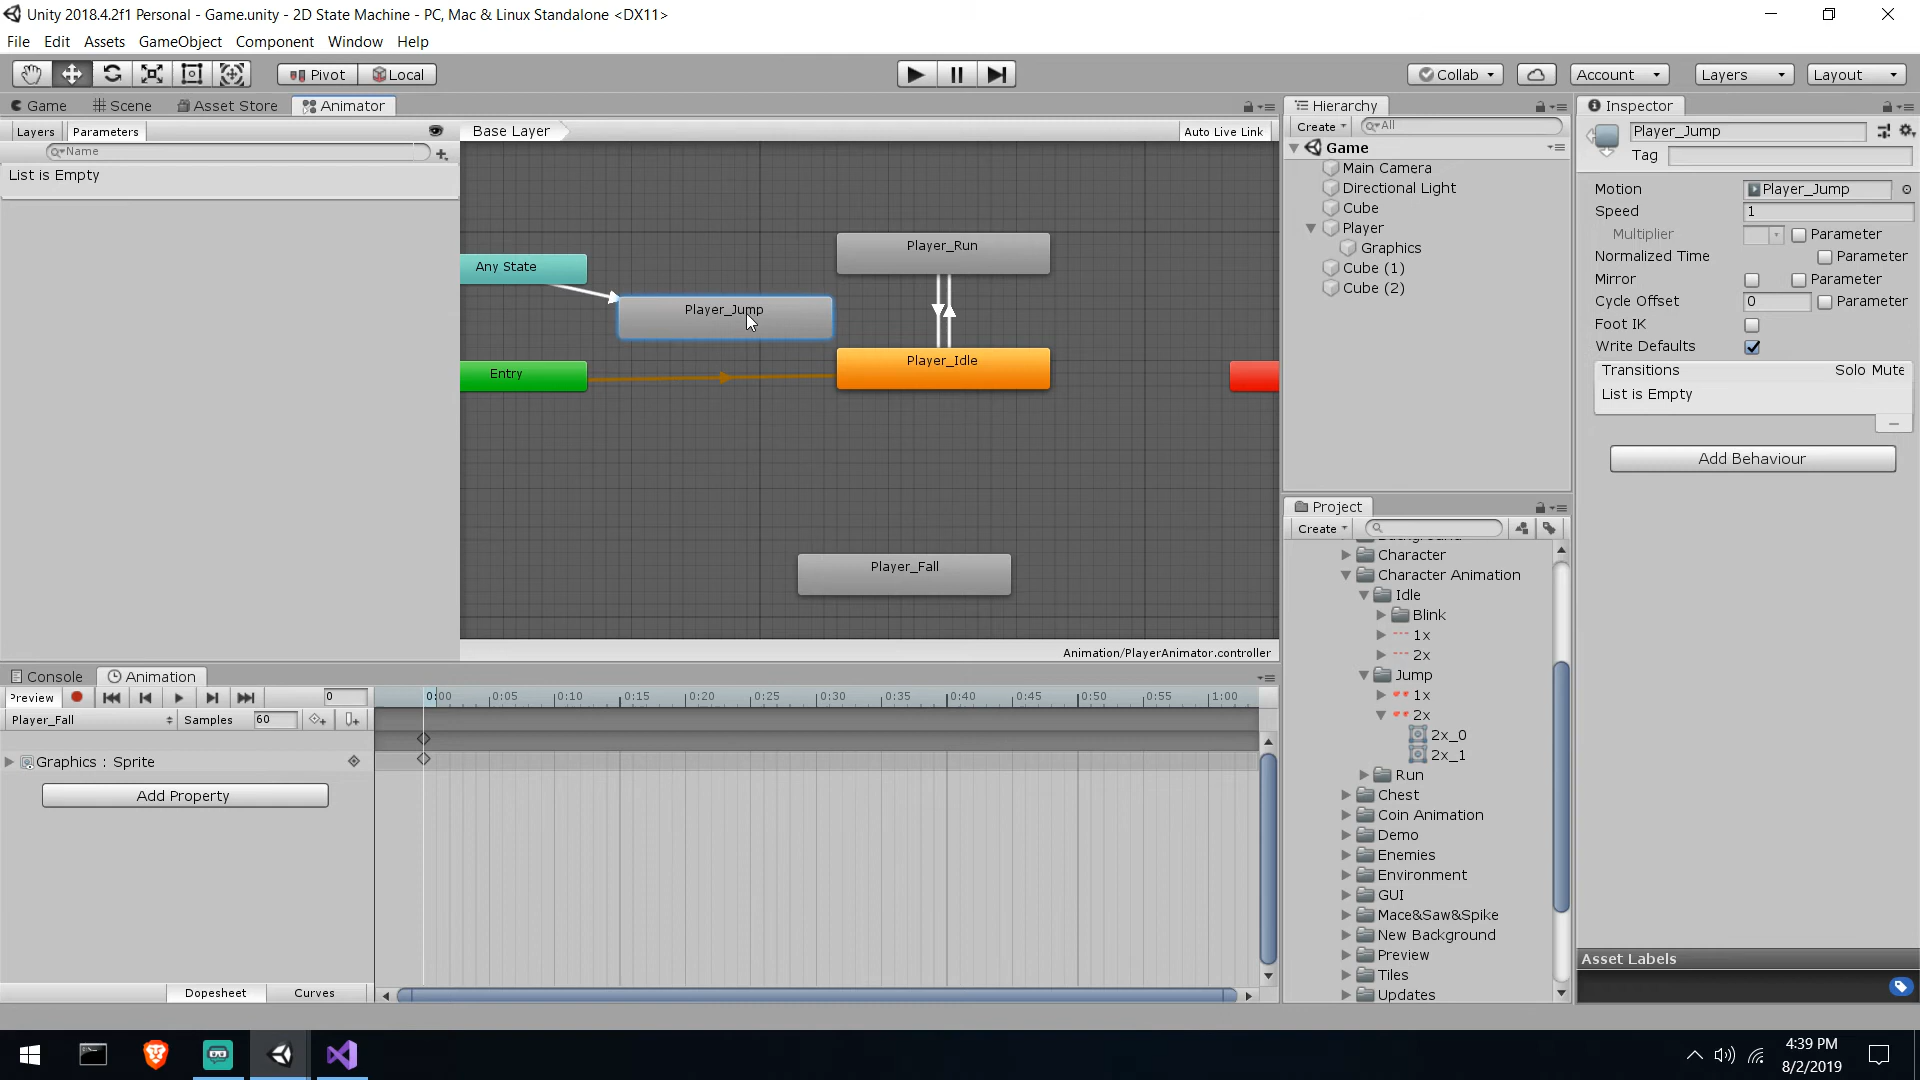 Unity 2018.4.2f1 Personal - Game.unity - 2D State Machine - PC, Mac & Linux Standalone <DX11>
File Edit Assets GameObject Component Window Help
Pivot Local Collab Account Layers Layout
Game Scene Asset Store Animator
Layers Parameters
Name
List is Empty
Base Layer Auto Live Link
Any State
Player_Run
Player_Jump
Player_Idle
Entry
Player_Fall
Animation/PlayerAnimator.controller
Console Animation
Preview 0
0:00 0:05 0:10 0:15 0:20 0:25 0:30 0:35 0:40 0:45 0:50 0:55 1:00
Player_Fall Samples 60
Graphics : Sprite
Add Property
Dopesheet Curves
Hierarchy
Create All
Game
Main Camera
Directional Light
Cube
Player
Graphics
Cube (1)
Cube (2)
Project
Create
Character
Character Animation
Idle
Blink
1x
2x
Jump
1x
2x
2x_0
2x_1
Run
Chest
Coin Animation
Demo
Enemies
Environment
GUI
Mace&Saw&Spike
New Background
Preview
Tiles
Updates
Inspector
Player_Jump
Tag
Motion Player_Jump
Speed 1
Multiplier Parameter
Normalized Time Parameter
Mirror Parameter
Cycle Offset 0 Parameter
Foot IK
Write Defaults
Transitions Solo Mute
List is Empty
Add Behaviour
Asset Labels
4:39 PM
8/2/2019